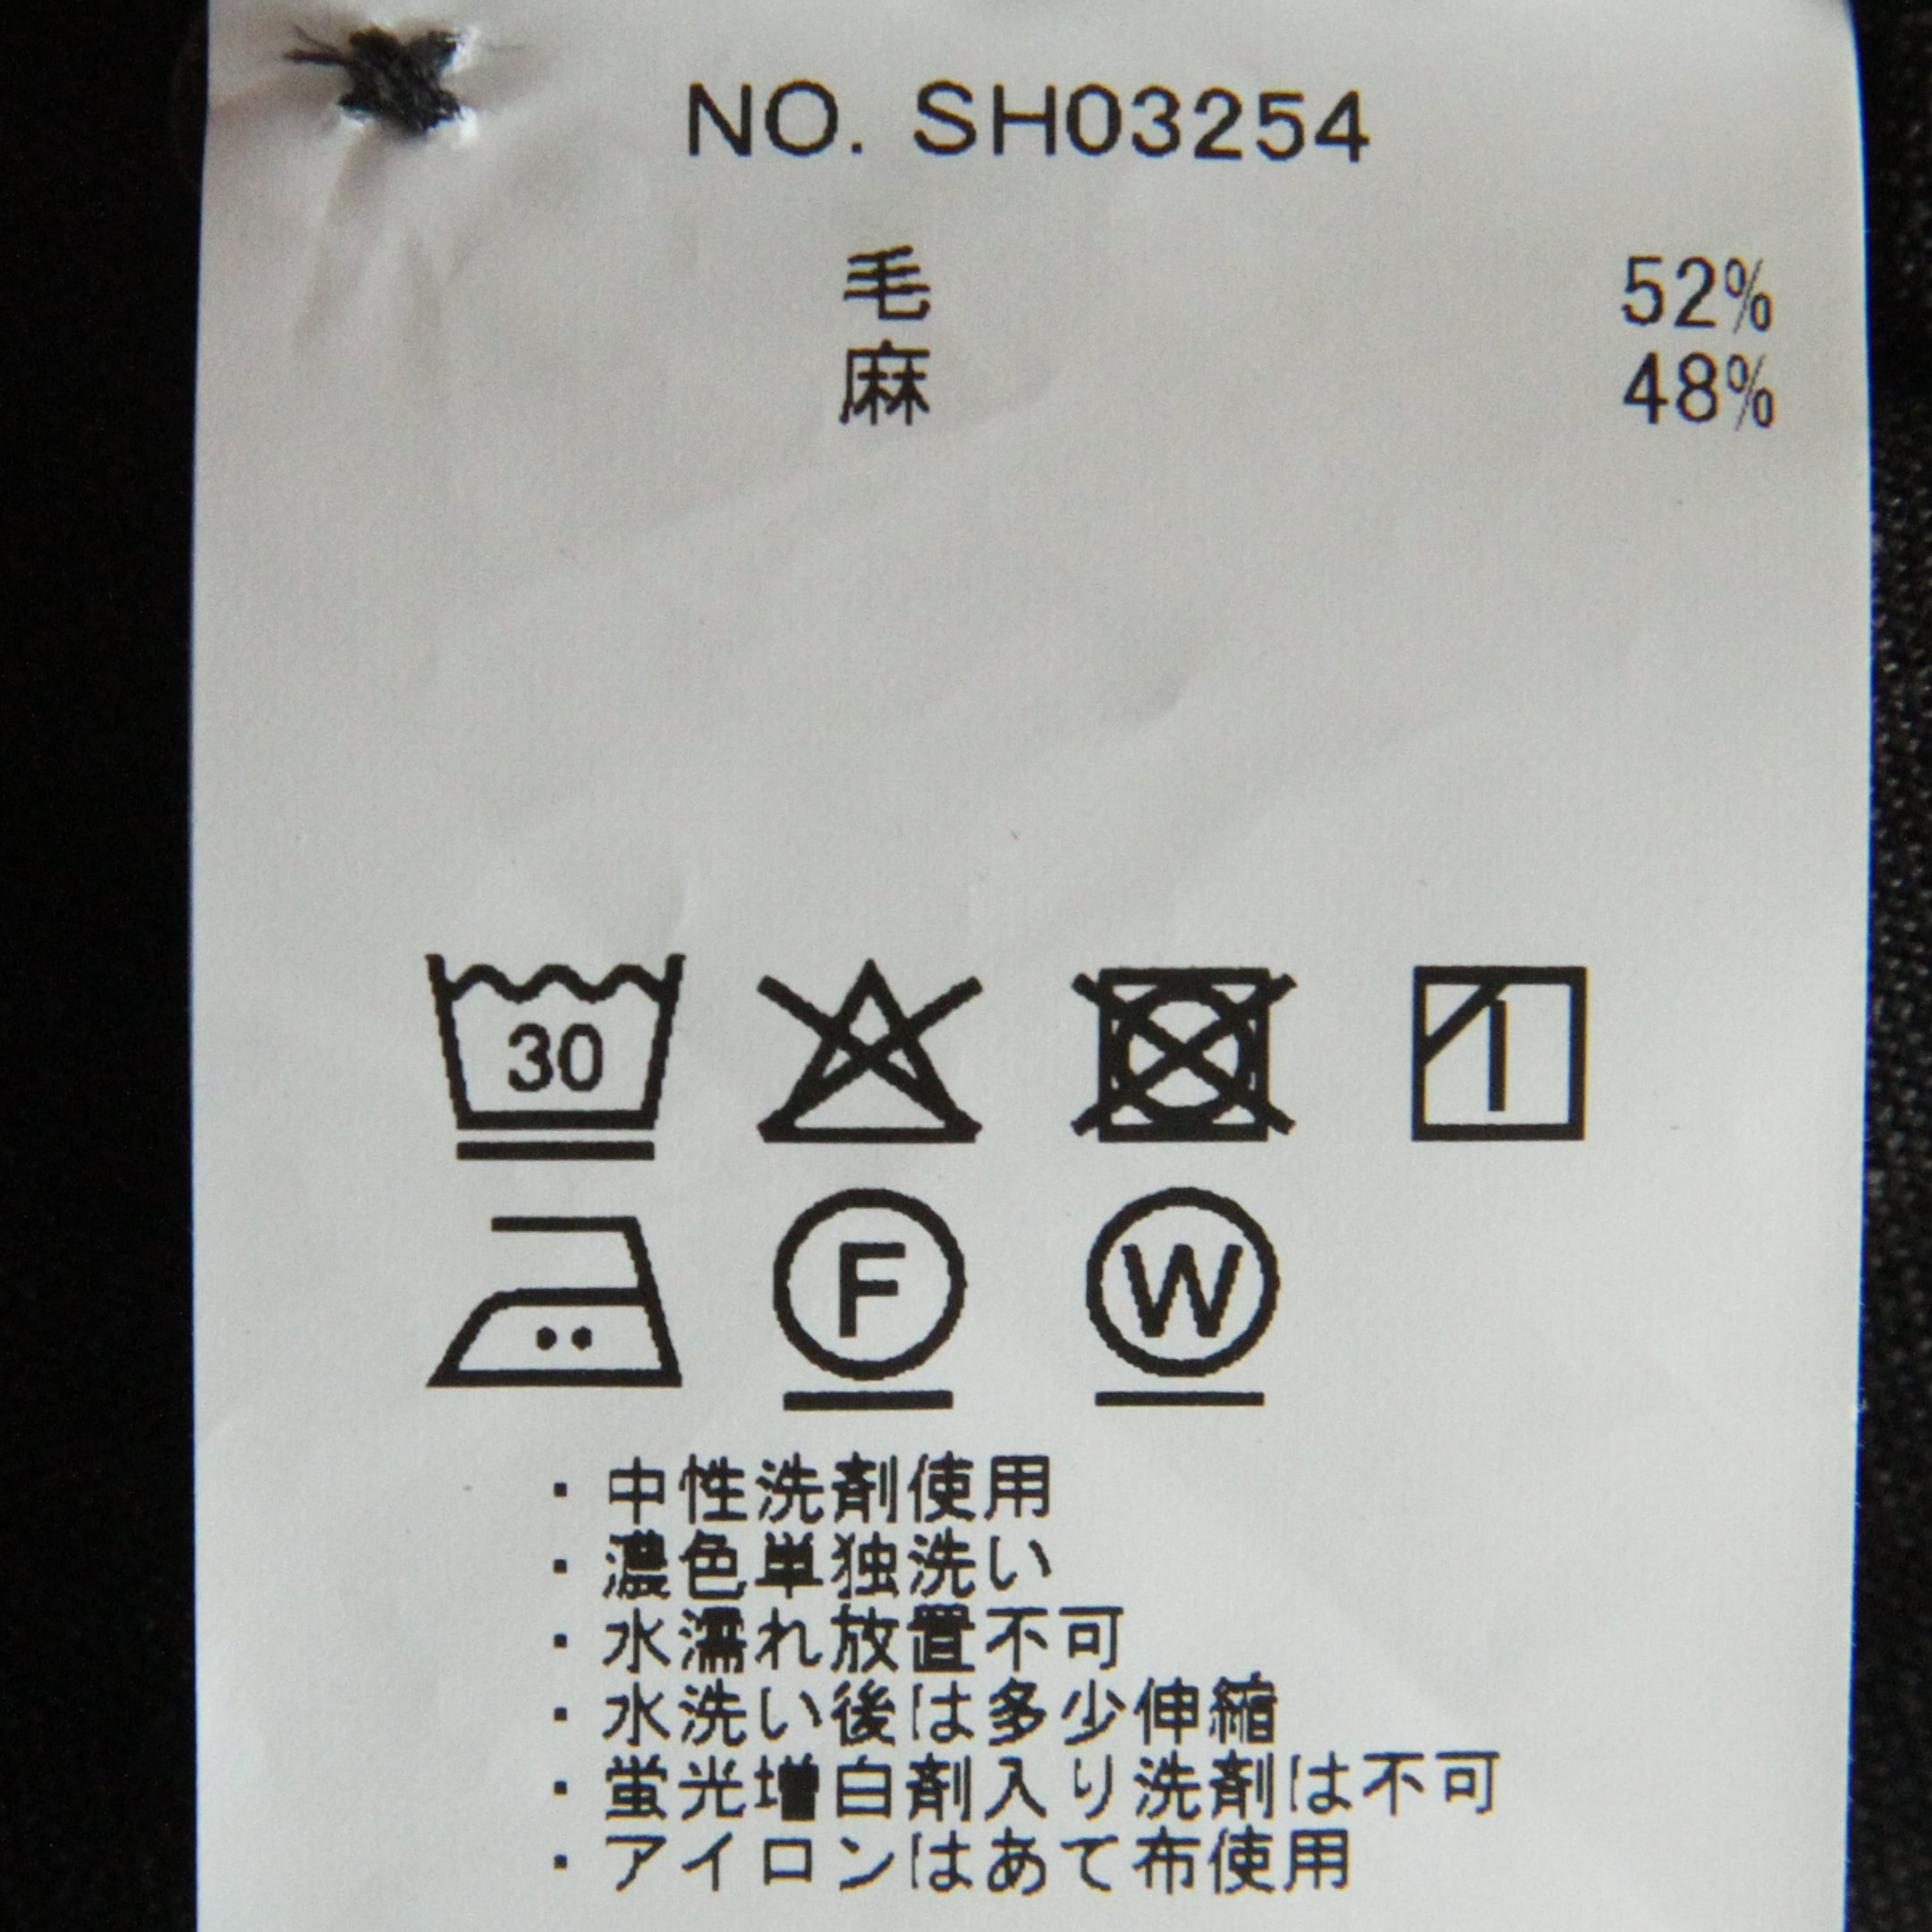 NO. SH03254
毛 52%
麻 48%
30
F W
・中性洗剤使用
・濃色単独洗い
・水濡れ放置不可
・水洗い後は多少伸縮
・蛍光増白剤入り洗剤は不可
・アイロンはあて布使用